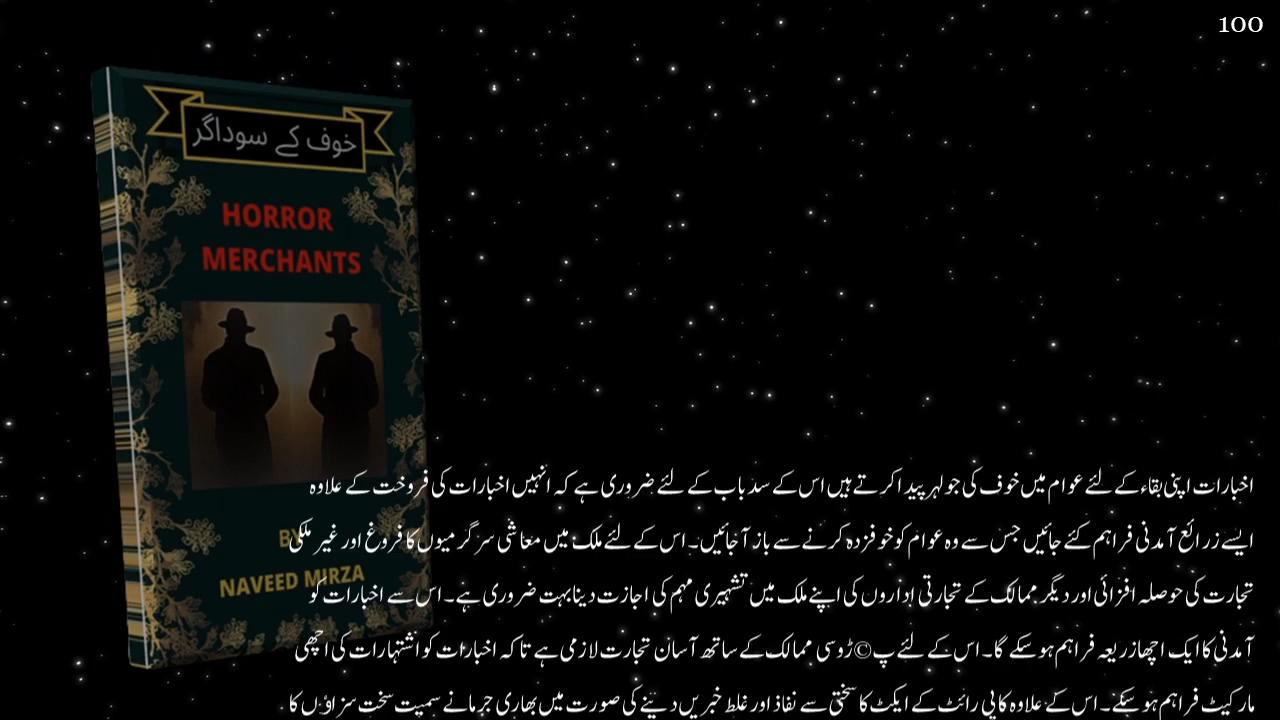 100
خوف کے سوداگر
HORROR
MERCHANTS
BY
NAVEED MIRZA
اخبارات اپنی بقاء کے لئے عوام میں خوف کی جو لہر پیدا کرتے ہیں اس کے سدباب کے لئے ضروری ہے کہ انہیں اخبارات کی فروخت کے علاوہ
ایسے زرائع آمدنی فراہم کئے جائیں جس سے وہ عوام کو خوفزدہ کرنے سے باز آ جائیں۔ اس کے لئے ملک میں معاشی سرگرمیوں کا فروغ اور غیر ملکی
تجارت کی حوصلہ افزائی اور دیگر ممالک کے تجارتی اداروں کی اپنے ملک میں تشہیری مہم کی اجازت دینا بہت ضروری ہے۔ اس سے اخبارات کو
آمدنی کا ایک اچھا زریعہ فراہم ہو سکے گا۔ اس کے لئے پ©ڑوسی ممالک کے ساتھ آسان تجارت لازمی ہے تاکہ اخبارات کو اشتہارات کی اچھی
مارکیٹ فراہم ہو سکے۔ اس کے علاوہ کاپی رائٹ کے ایکٹ کا سختی سے نفاذ اور غلط خبریں دینے کی صورت میں بھاری جرمانے سمیت سخت سزاؤں کا